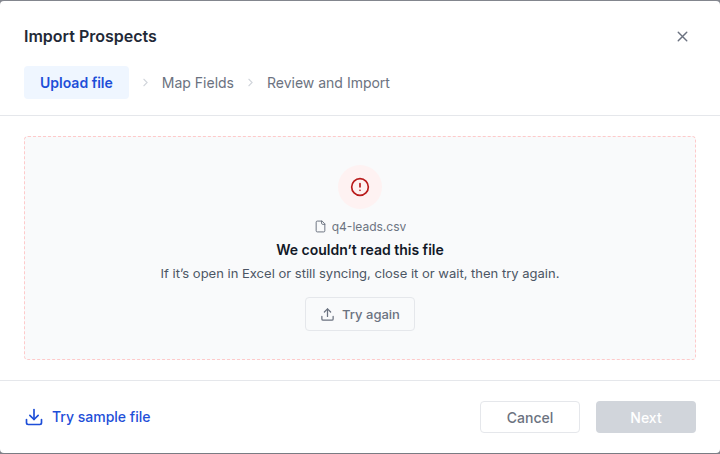 Import Prospects
Upload file
Map Fields
Review and Import
q4-leads.csv
We couldn't read this file
If it's open in Excel or still syncing, close it or wait, then try again.
Try again
Try sample file
Cancel
Next